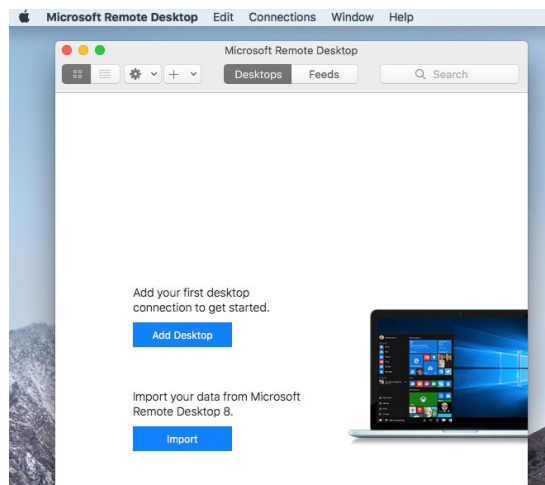 Microsoft Remote Desktop Edit Connections Window Help
Microsoft Remote Desktop
Desktops Feeds Search
Add your first desktop
connection to get started.
Add Desktop
Import your data from Microsoft
Remote Desktop 8.
Import